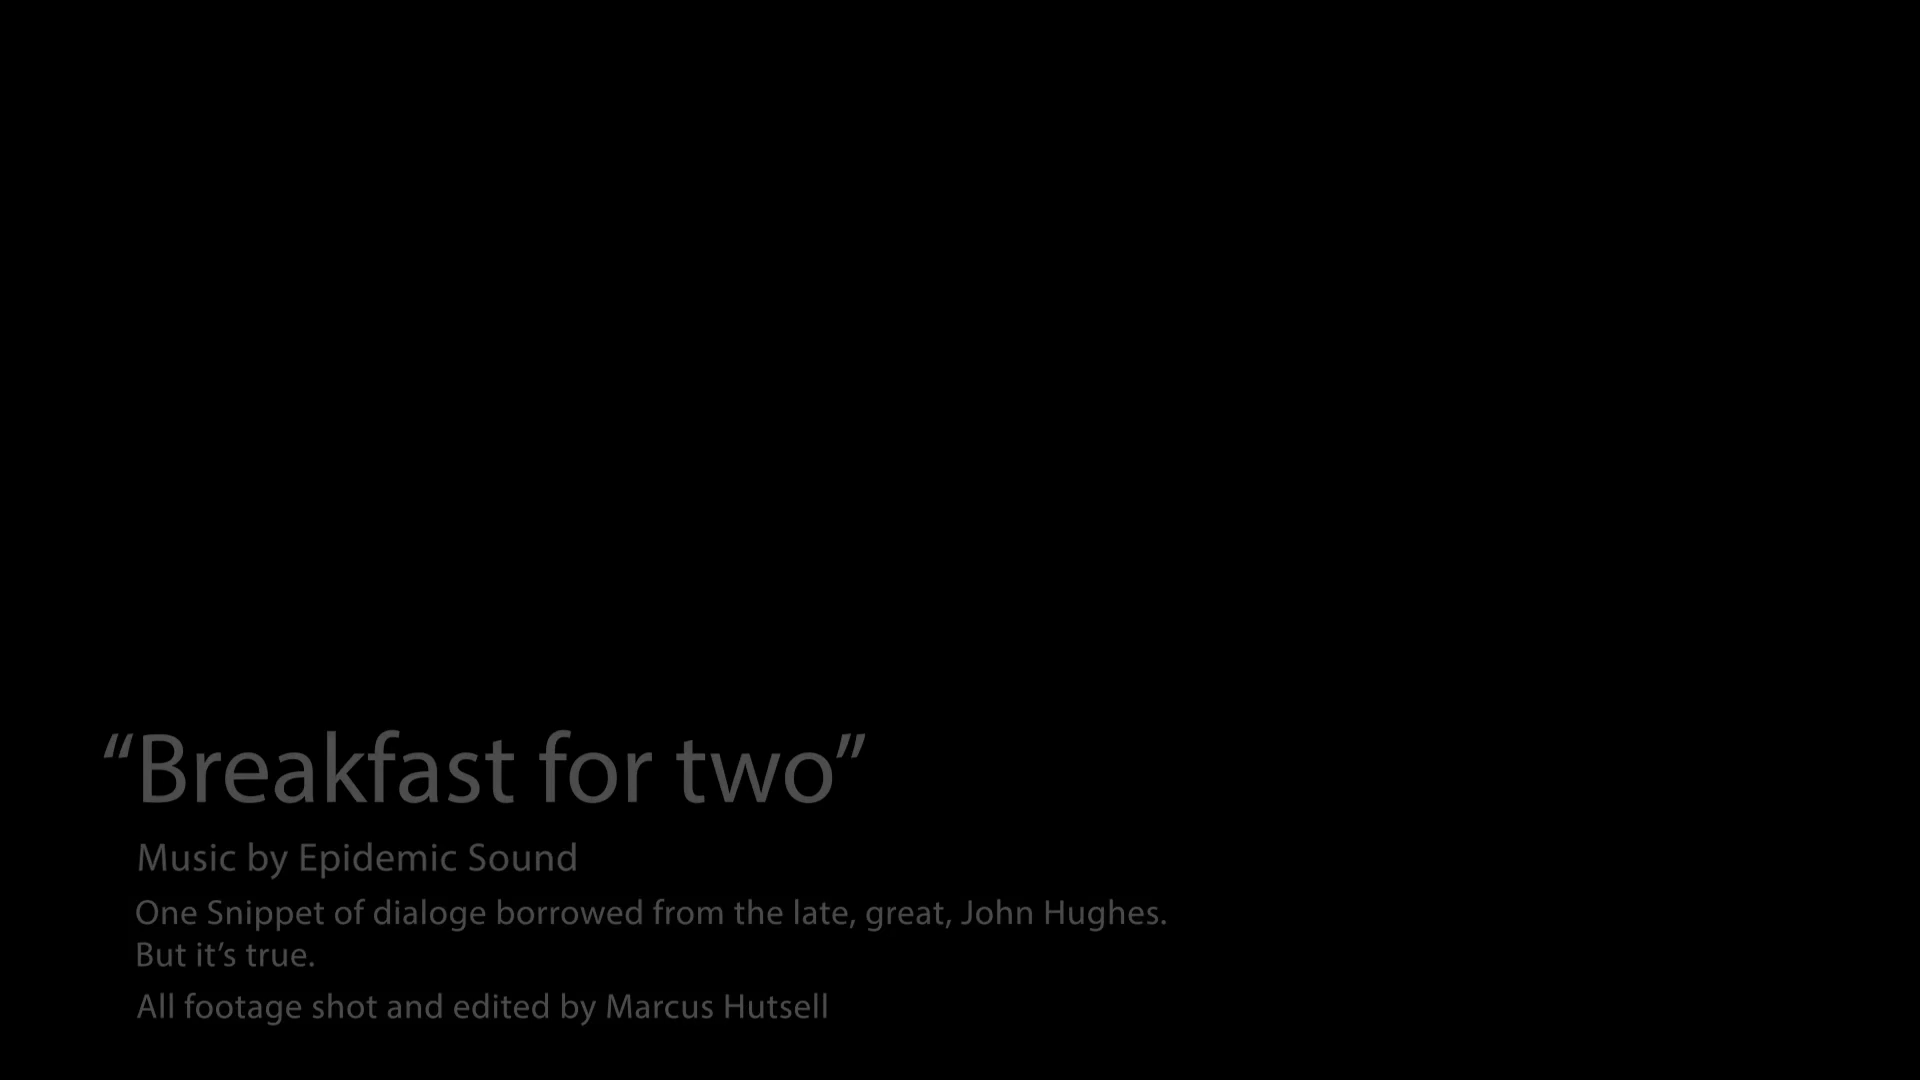 “Breakfast for two”
Music by Epidemic Sound
One Snippet of dialoge borrowed from the late, great, John Hughes.
But it’s true.
All footage shot and edited by Marcus Hutsell